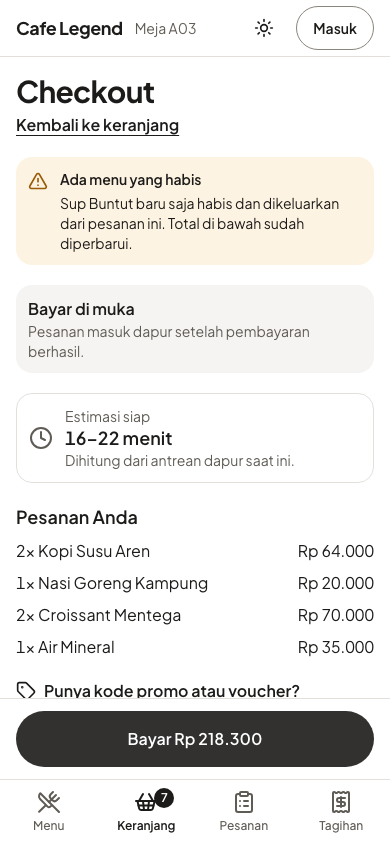 Cafe Legend Meja A03 Masuk
Checkout
Kembali ke keranjang
Ada menu yang habis
Sup Buntut baru saja habis dan dikeluarkan
dari pesanan ini. Total di bawah sudah
diperbarui.
Bayar di muka
Pesanan masuk dapur setelah pembayaran
berhasil.
Estimasi siap
16–22 menit
Dihitung dari antrean dapur saat ini.
Pesanan Anda
2× Kopi Susu Aren Rp 64.000
1× Nasi Goreng Kampung Rp 20.000
2× Croissant Mentega Rp 70.000
1× Air Mineral Rp 35.000
Punya kode promo atau voucher?
Bayar Rp 218.300
7
Menu Keranjang Pesanan Tagihan